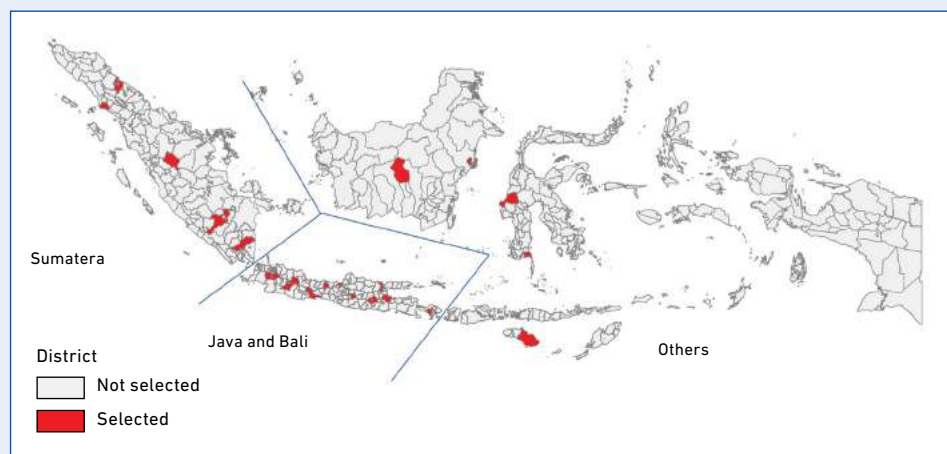 Sumatera
Java and Bali
Others
District
Not selected
Selected